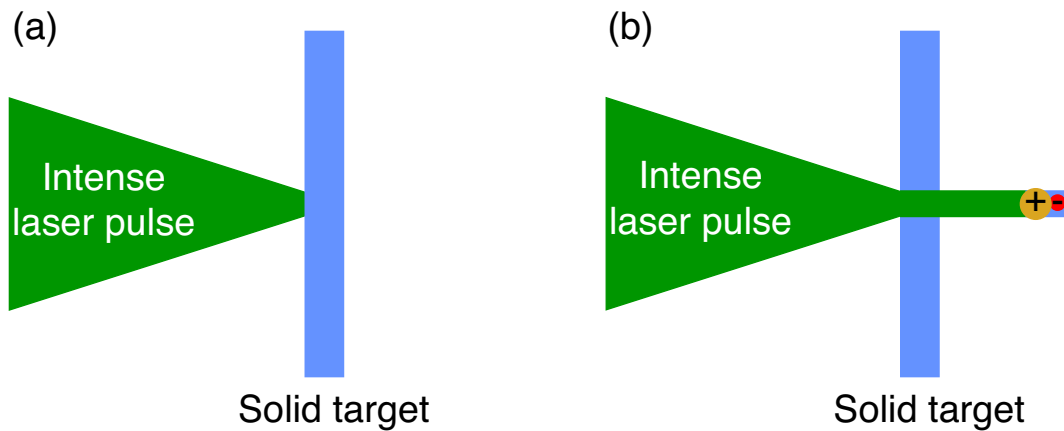 (a)
Intense
laser pulse
Solid target
(b)
Intense
laser pulse
+
-
Solid target